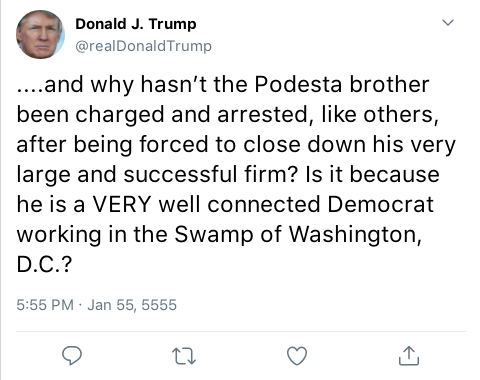 Donald J. Trump
@realDonaldTrump
....and why hasn’t the Podesta brother
been charged and arrested, like others,
after being forced to close down his very
large and successful firm? Is it because
he is a VERY well connected Democrat
working in the Swamp of Washington,
D.C.?
5:55 PM · Jan 55, 5555